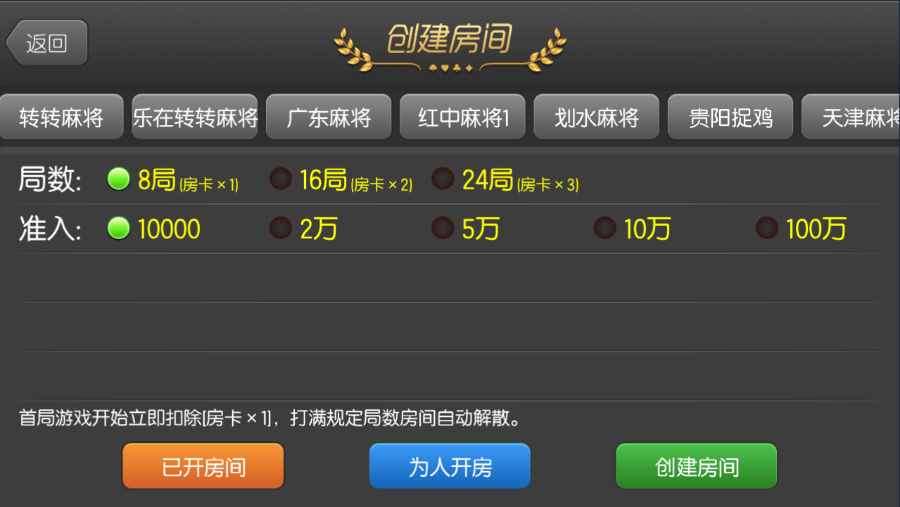 返回
创建房间
转转麻将 乐在转转麻将 广东麻将 红中麻将1 划水麻将 贵阳捉鸡 天津麻将
局数: 8局(房卡×1) 16局(房卡×2) 24局(房卡×3)
准入: 10000 2万 5万 10万 100万
首局游戏开始立即扣除[房卡×1]，打满规定局数房间自动解散。
已开房间 为人开房 创建房间